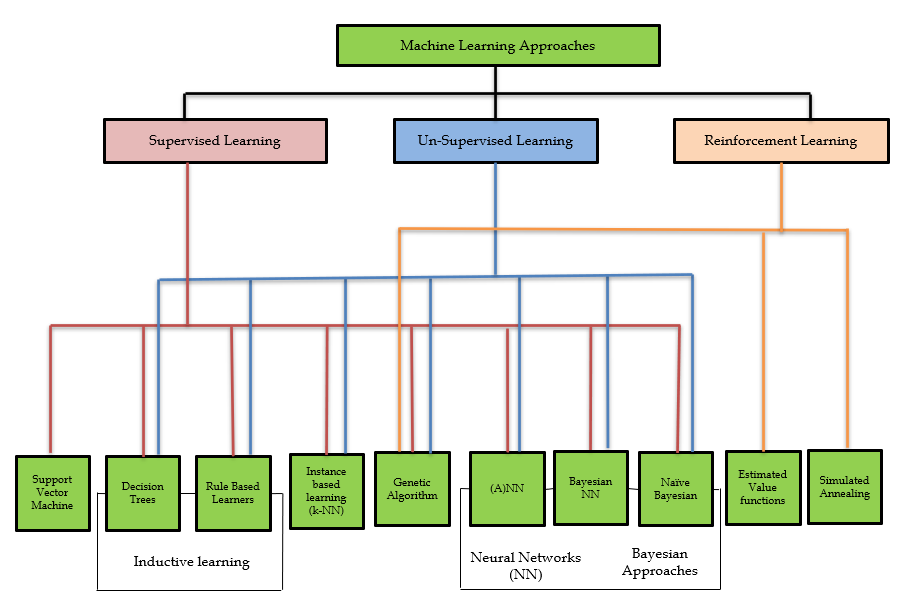 Machine Learning Approaches
Supervised Learning
Un-Supervised Learning
Reinforcement Learning
Support
Vector
Machine
Decision
Trees
Rule Based
Learners
Instance
based
learning
(k-NN)
Genetic
Algorithm
(A)NN
Bayesian
NN
Naïve
Bayesian
Estimated
Value
functions
Simulated
Annealing
Inductive learning
Neural Networks
(NN)
Bayesian
Approaches